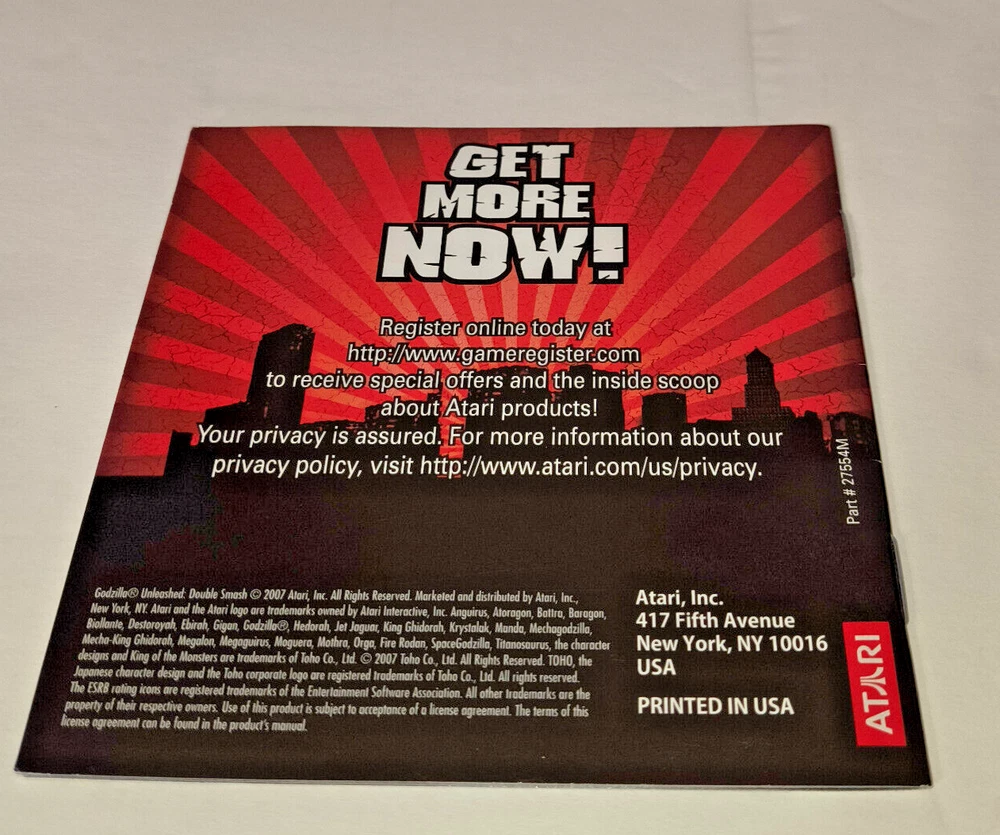 GET
MORE
NOW!
Register online today at
http://www.gameregister.com
to receive special offers and the inside scoop
about Atari products!
Your privacy is assured. For more information about our
privacy policy, visit http://www.atari.com/us/privacy.
Part # 27554M
Godzilla® Unleashed: Double Smash © 2007 Atari, Inc. All Rights Reserved. Marketed and distributed by Atari, Inc.,
New York, NY. Atari and the Atari logo are trademarks owned by Atari Interactive, Inc. Anguirus, Atoragon, Battra, Baragon,
Biollante, Destoroyah, Ebirah, Gigan, Godzilla®, Hedorah, Jet Jaguar, King Ghidorah, Krystalak, Manda, Mechagodzilla,
Mecha-King Ghidorah, Megalon, Megaguirus, Moguera, Mothra, Orga, Fire Rodan, SpaceGodzilla, Titanosaurus, the character
designs and King of the Monsters are trademarks of Toho Co., Ltd. © 2007 Toho Co., Ltd. All Rights Reserved. TOHO, the
Japanese character design and the Toho corporate logo are registered trademarks of Toho Co., Ltd. All rights reserved.
The ESRB rating icons are registered trademarks of the Entertainment Software Association. All other trademarks are the
property of their respective owners. Use of this product is subject to acceptance of a license agreement. The terms of this
license agreement can be found in the product's manual.
Atari, Inc.
417 Fifth Avenue
New York, NY 10016
USA
PRINTED IN USA
ATARI